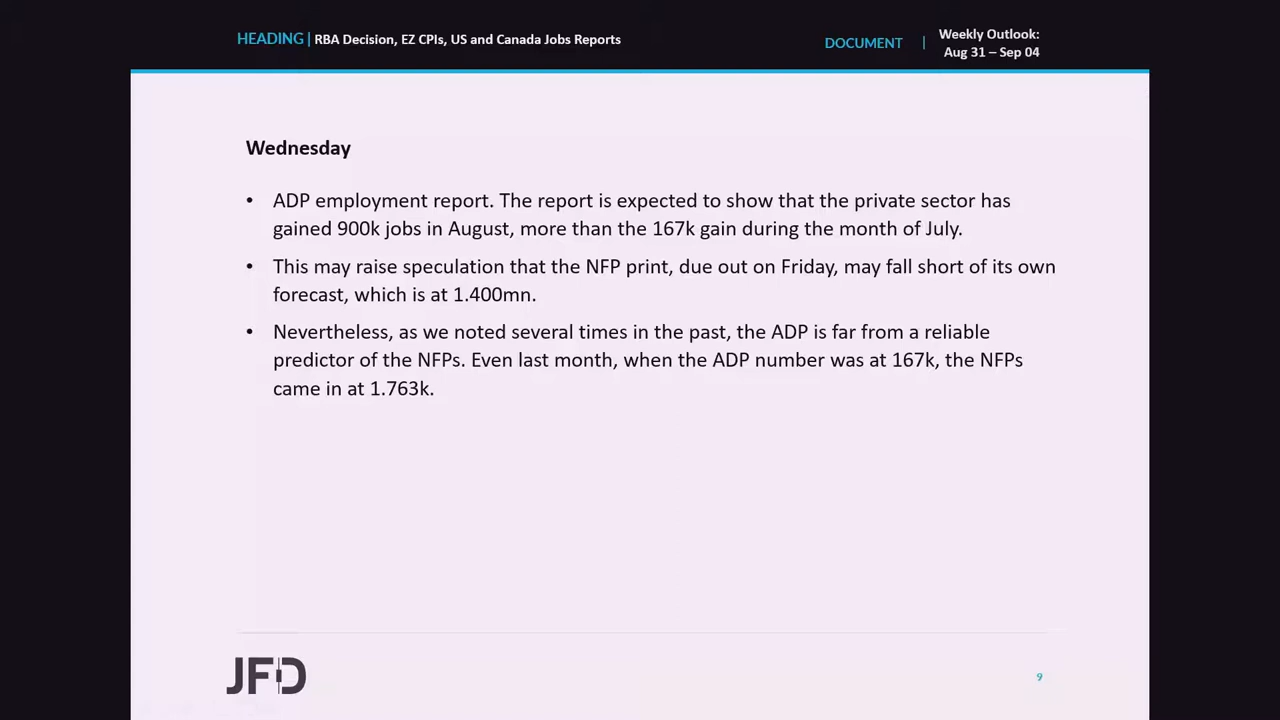 HEADING | RBA Decision, EZ CPIs, US and Canada Jobs Reports
DOCUMENT | Weekly Outlook:
Aug 31 – Sep 04
Wednesday
• ADP employment report. The report is expected to show that the private sector has
gained 900k jobs in August, more than the 167k gain during the month of July.
• This may raise speculation that the NFP print, due out on Friday, may fall short of its own
forecast, which is at 1.400mn.
• Nevertheless, as we noted several times in the past, the ADP is far from a reliable
predictor of the NFPs. Even last month, when the ADP number was at 167k, the NFPs
came in at 1.763k.
JFD
9